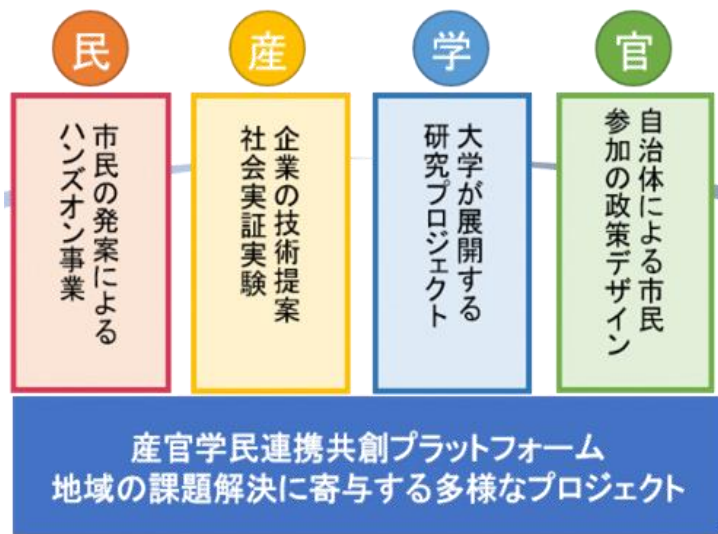 民
市民の発案による
ハンズオン事業
産
企業の技術提案
社会実証実験
学
大学が展開する
研究プロジェクト
官
自治体による市民
参加の政策デザイン
産官学民連携共創プラットフォーム
地域の課題解決に寄与する多様なプロジェクト